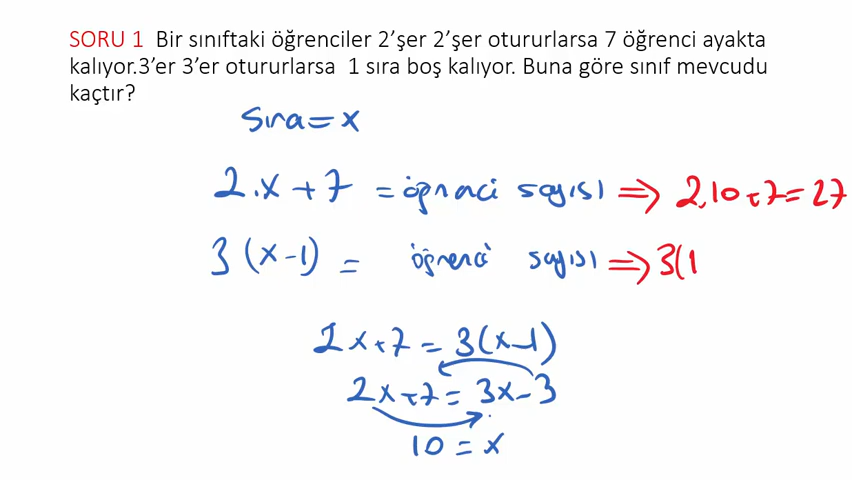 SORU 1 Bir sınıftaki öğrenciler 2’şer 2’şer otururlarsa 7 öğrenci ayakta
kalıyor.3’er 3’er otururlarsa 1 sıra boş kalıyor. Buna göre sınıf mevcudu
kaçtır?
Sıra = x
2.x + 7 = öğrenci sayısı ⇒ 2.10+7=27
3(x-1) = öğrenci sayısı ⇒ 3(1
2x+7 = 3(x-1)
2x+7 = 3x-3
10 = x